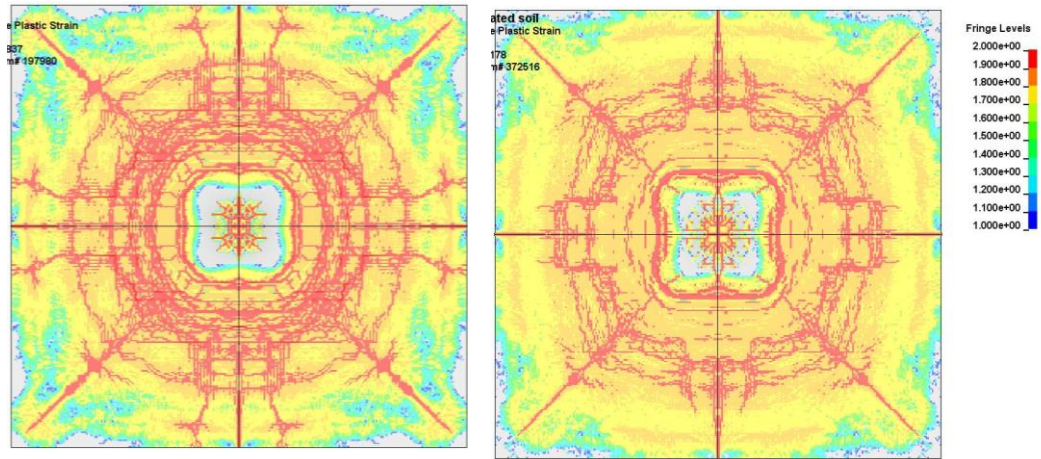 e Plastic Strain
837
m# 197980
ated soil
e Plastic Strain
178
m# 372516
Fringe Levels
2.000e+00
1.900e+00
1.800e+00
1.700e+00
1.600e+00
1.500e+00
1.400e+00
1.300e+00
1.200e+00
1.100e+00
1.000e+00